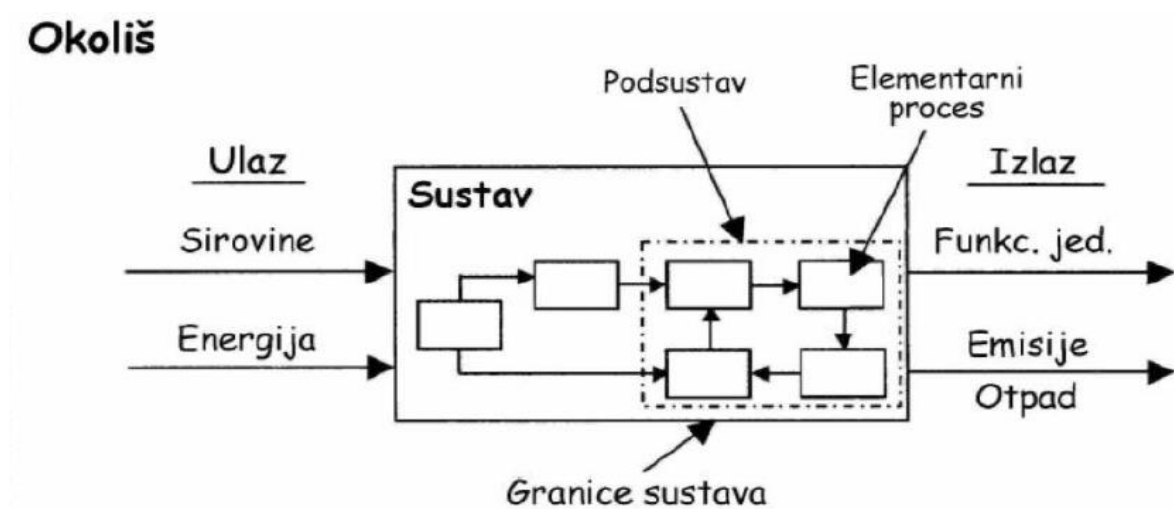 Okoliš
Podsustav
Elementarni
proces
Ulaz
Izlaz
Sustav
Sirovine
Funkc. jed.
Energija
Emisije
Otpad
Granice sustava